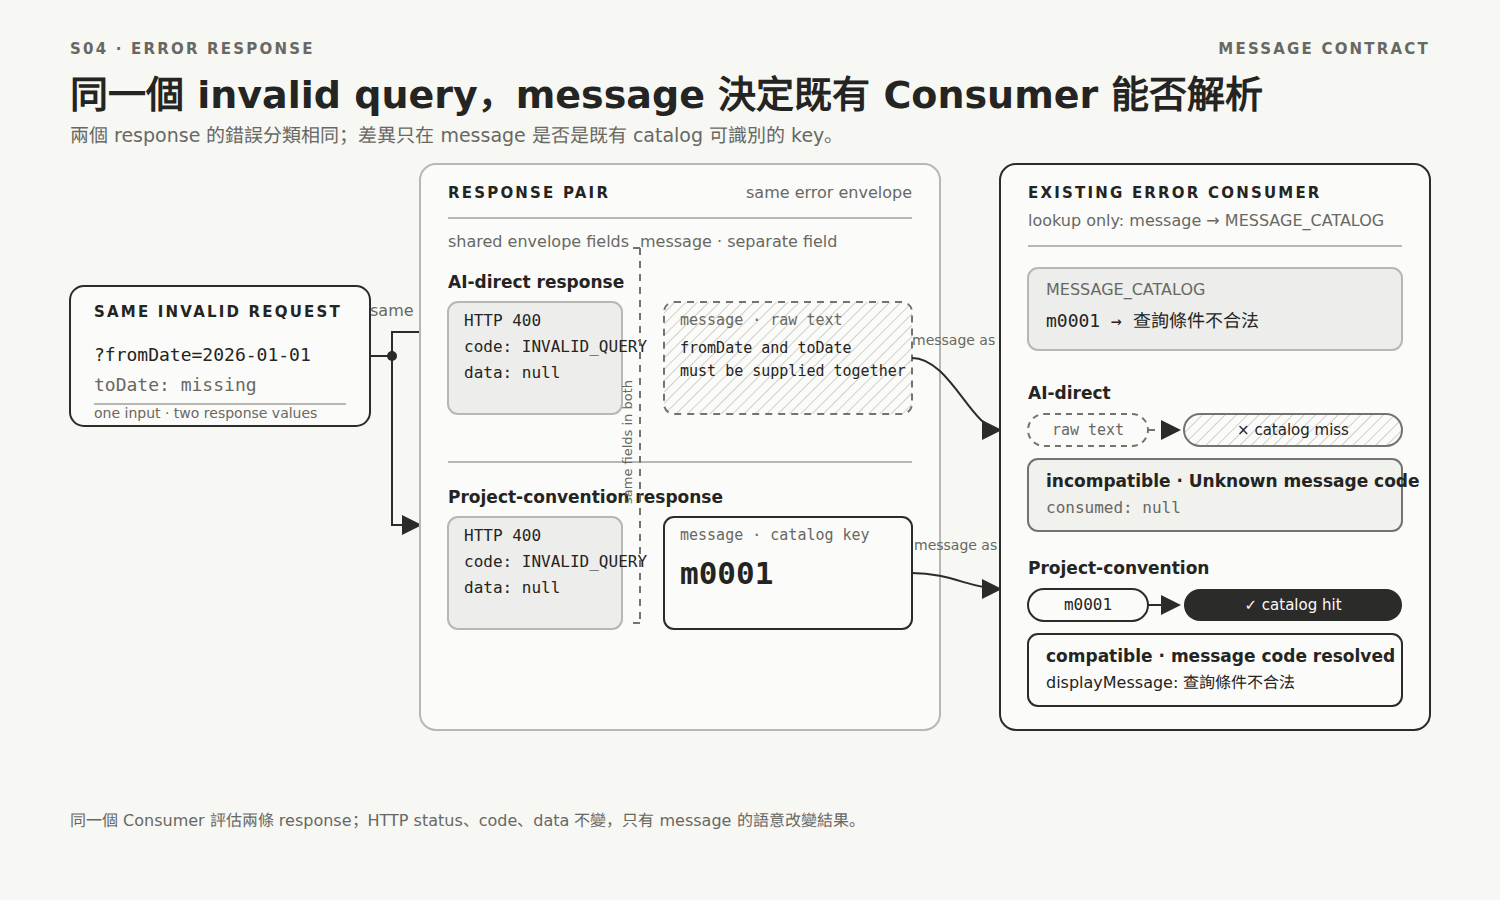 S04 · ERROR RESPONSE
MESSAGE CONTRACT
同一個 invalid query，message 決定既有 Consumer 能否解析
兩個 response 的錯誤分類相同；差異只在 message 是否是既有 catalog 可識別的 key。
SAME INVALID REQUEST
?fromDate=2026-01-01
toDate: missing
one input · two response values
same
RESPONSE PAIR
same error envelope
shared envelope fields
message · separate field
AI-direct response
HTTP 400
code: INVALID_QUERY
data: null
message · raw text
fromDate and toDate
must be supplied together
same fields in both
Project-convention response
HTTP 400
code: INVALID_QUERY
data: null
message · catalog key
m0001
message as
message as
EXISTING ERROR CONSUMER
lookup only: message → MESSAGE_CATALOG
MESSAGE_CATALOG
m0001 → 查詢條件不合法
AI-direct
raw text
× catalog miss
incompatible · Unknown message code
consumed: null
Project-convention
m0001
✓ catalog hit
compatible · message code resolved
displayMessage: 查詢條件不合法
同一個 Consumer 評估兩條 response；HTTP status、code、data 不變，只有 message 的語意改變結果。